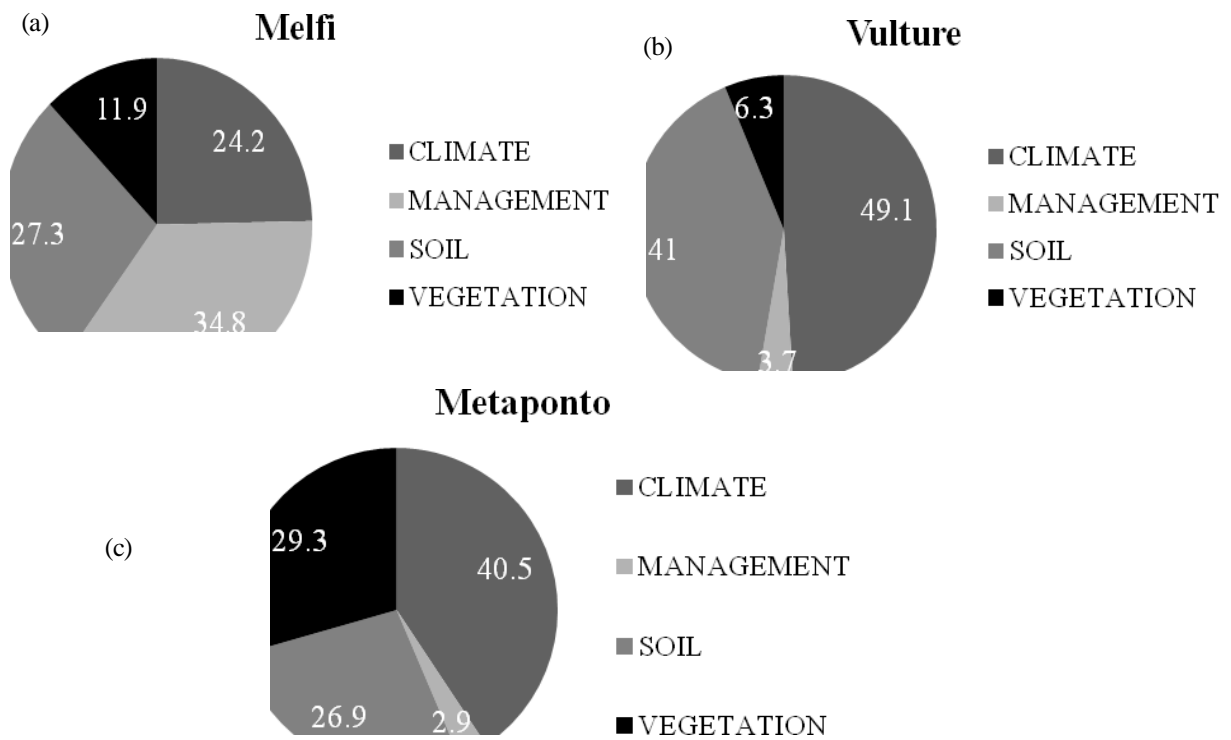 (a)
Melfi
11.9
24.2
27.3
34.8
CLIMATE
MANAGEMENT
SOIL
VEGETATION
(b)
Vulture
6.3
49.1
41
3.7
CLIMATE
MANAGEMENT
SOIL
VEGETATION
(c)
Metaponto
29.3
40.5
26.9
2.9
CLIMATE
MANAGEMENT
SOIL
VEGETATION